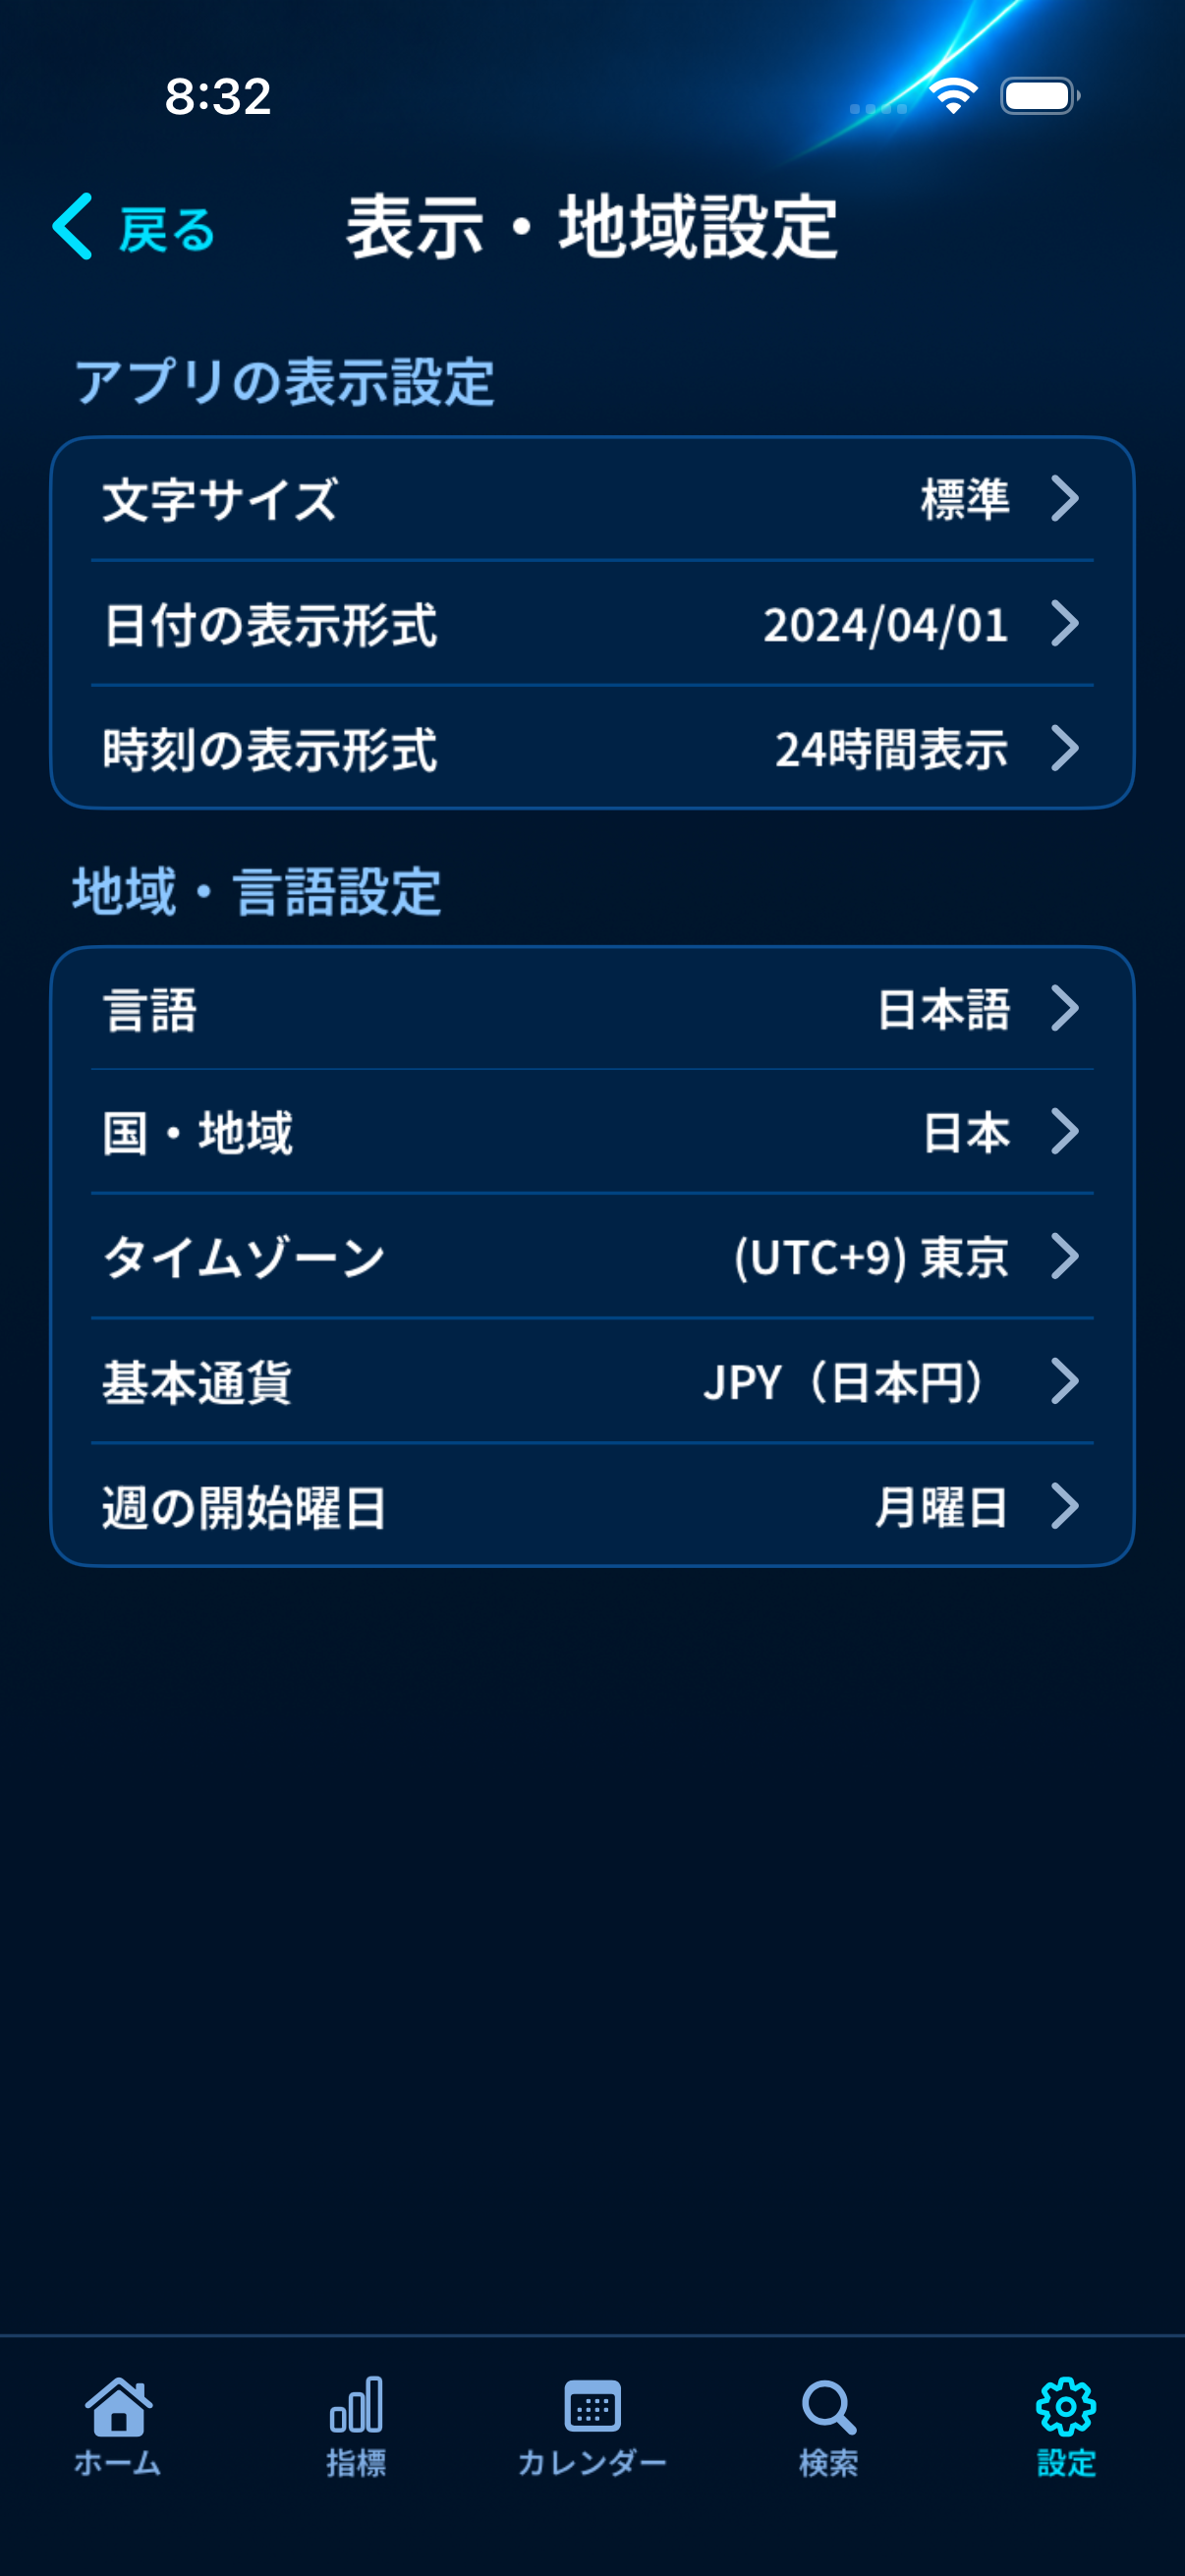 8:32
戻る
表示・地域設定
アプリの表示設定
文字サイズ 標準
日付の表示形式 2024/04/01
時刻の表示形式 24時間表示
地域・言語設定
言語 日本語
国・地域 日本
タイムゾーン (UTC+9) 東京
基本通貨 JPY（日本円）
週の開始曜日 月曜日
ホーム 指標 カレンダー 検索 設定